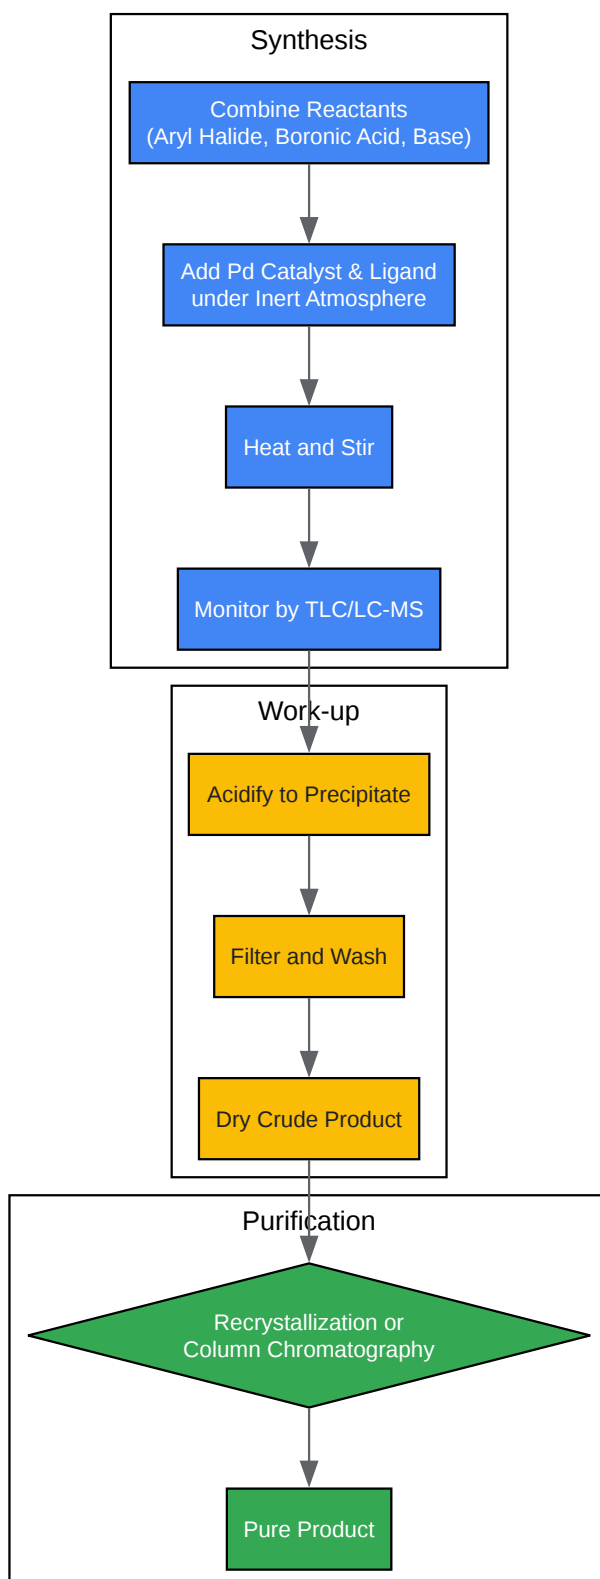 Synthesis
Combine Reactants
(Aryl Halide, Boronic Acid, Base)
Add Pd Catalyst & Ligand
under Inert Atmosphere
Heat and Stir
Monitor by TLC/LC-MS
Work-up
Acidify to Precipitate
Filter and Wash
Dry Crude Product
Purification
Recrystallization or
Column Chromatography
Pure Product